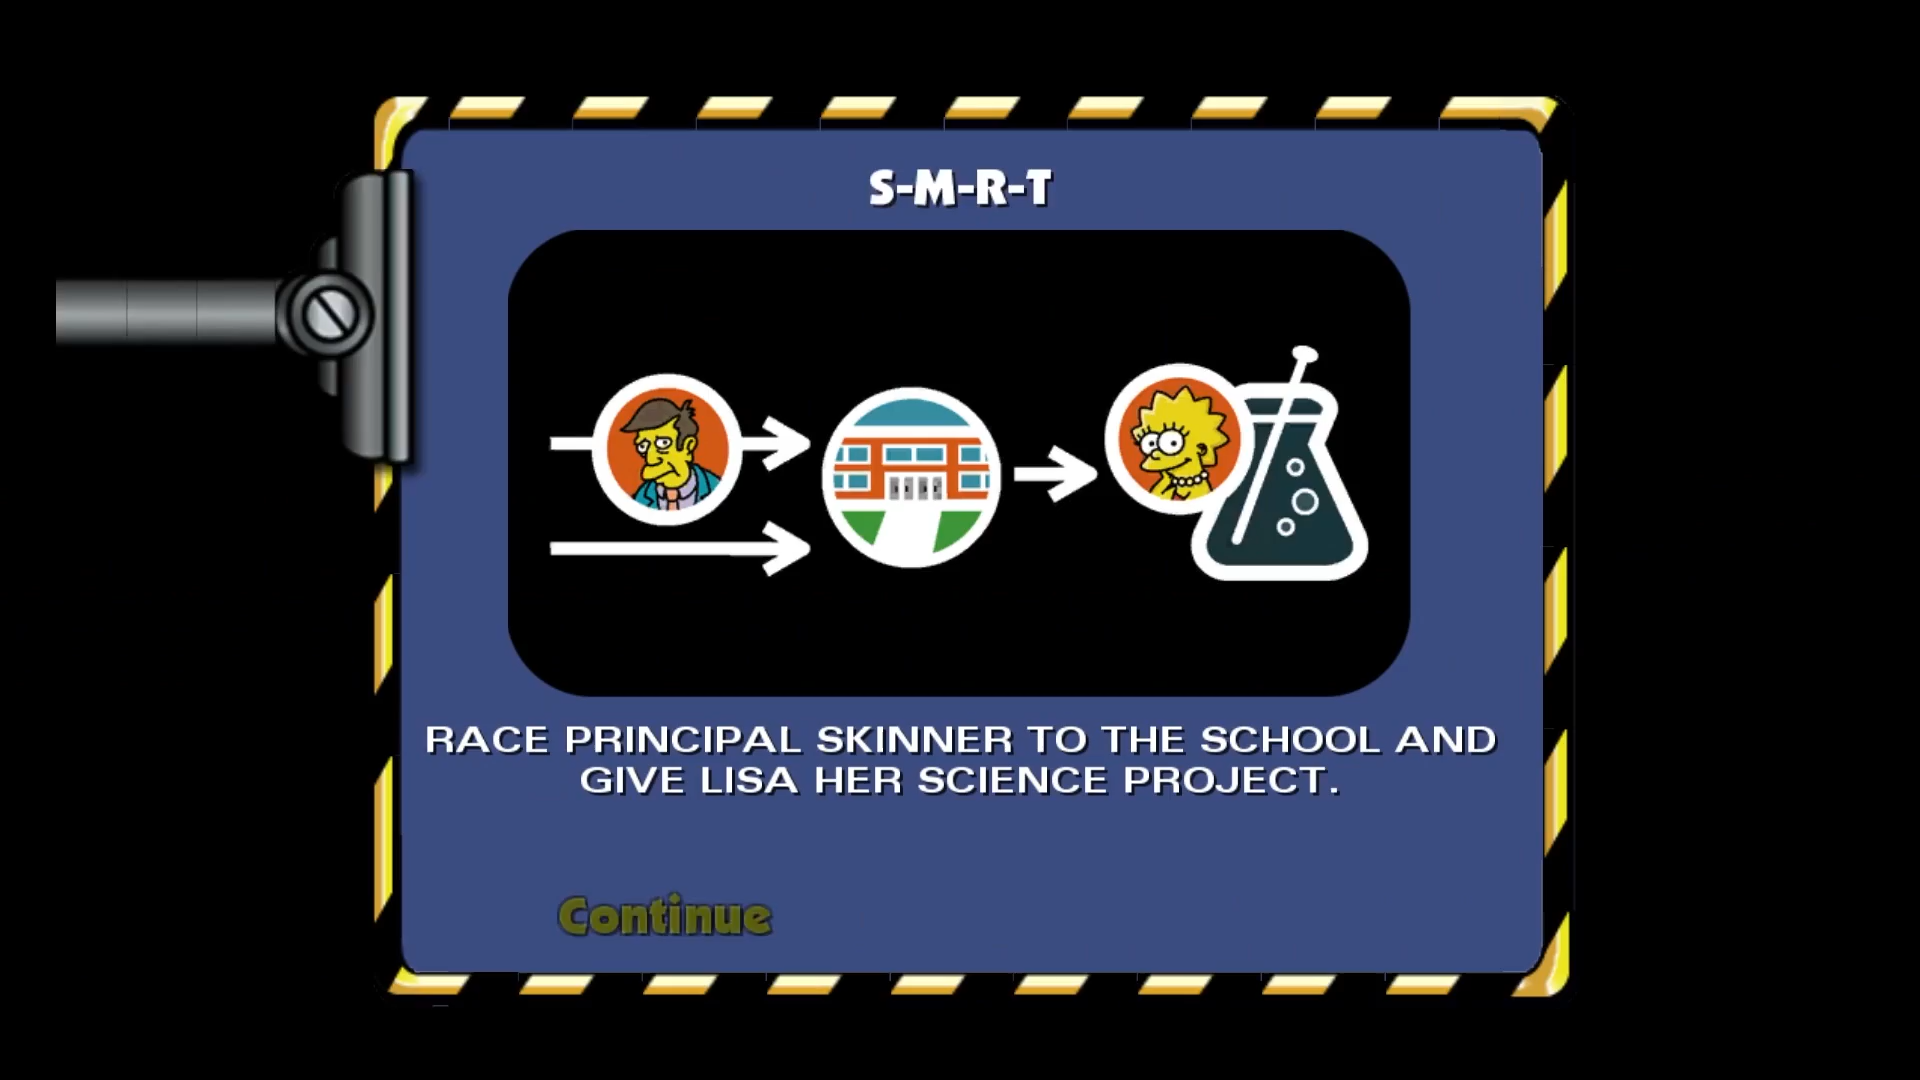 S-M-R-T
RACE PRINCIPAL SKINNER TO THE SCHOOL AND
GIVE LISA HER SCIENCE PROJECT.
Continue